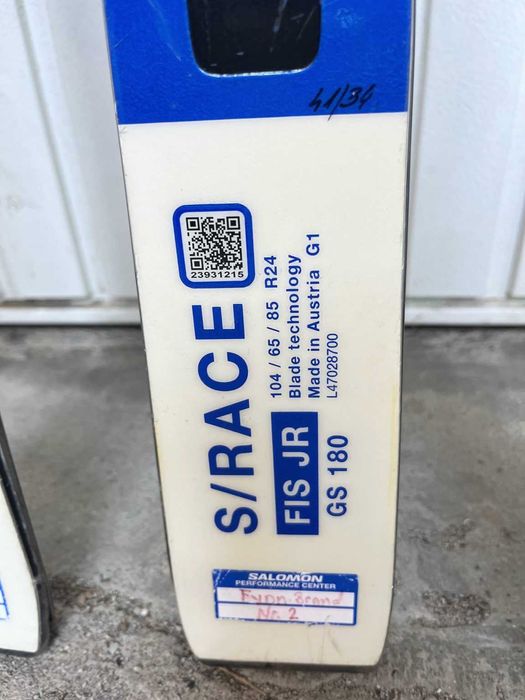 41/34
23931215
S/RACE
104 / 65 / 85 R24
Blade technology
Made in Austria G1
L47028700
FIS JR
GS 180
SALOMON
PERFORMANCE CENTER
Fynn Brand
No. 2